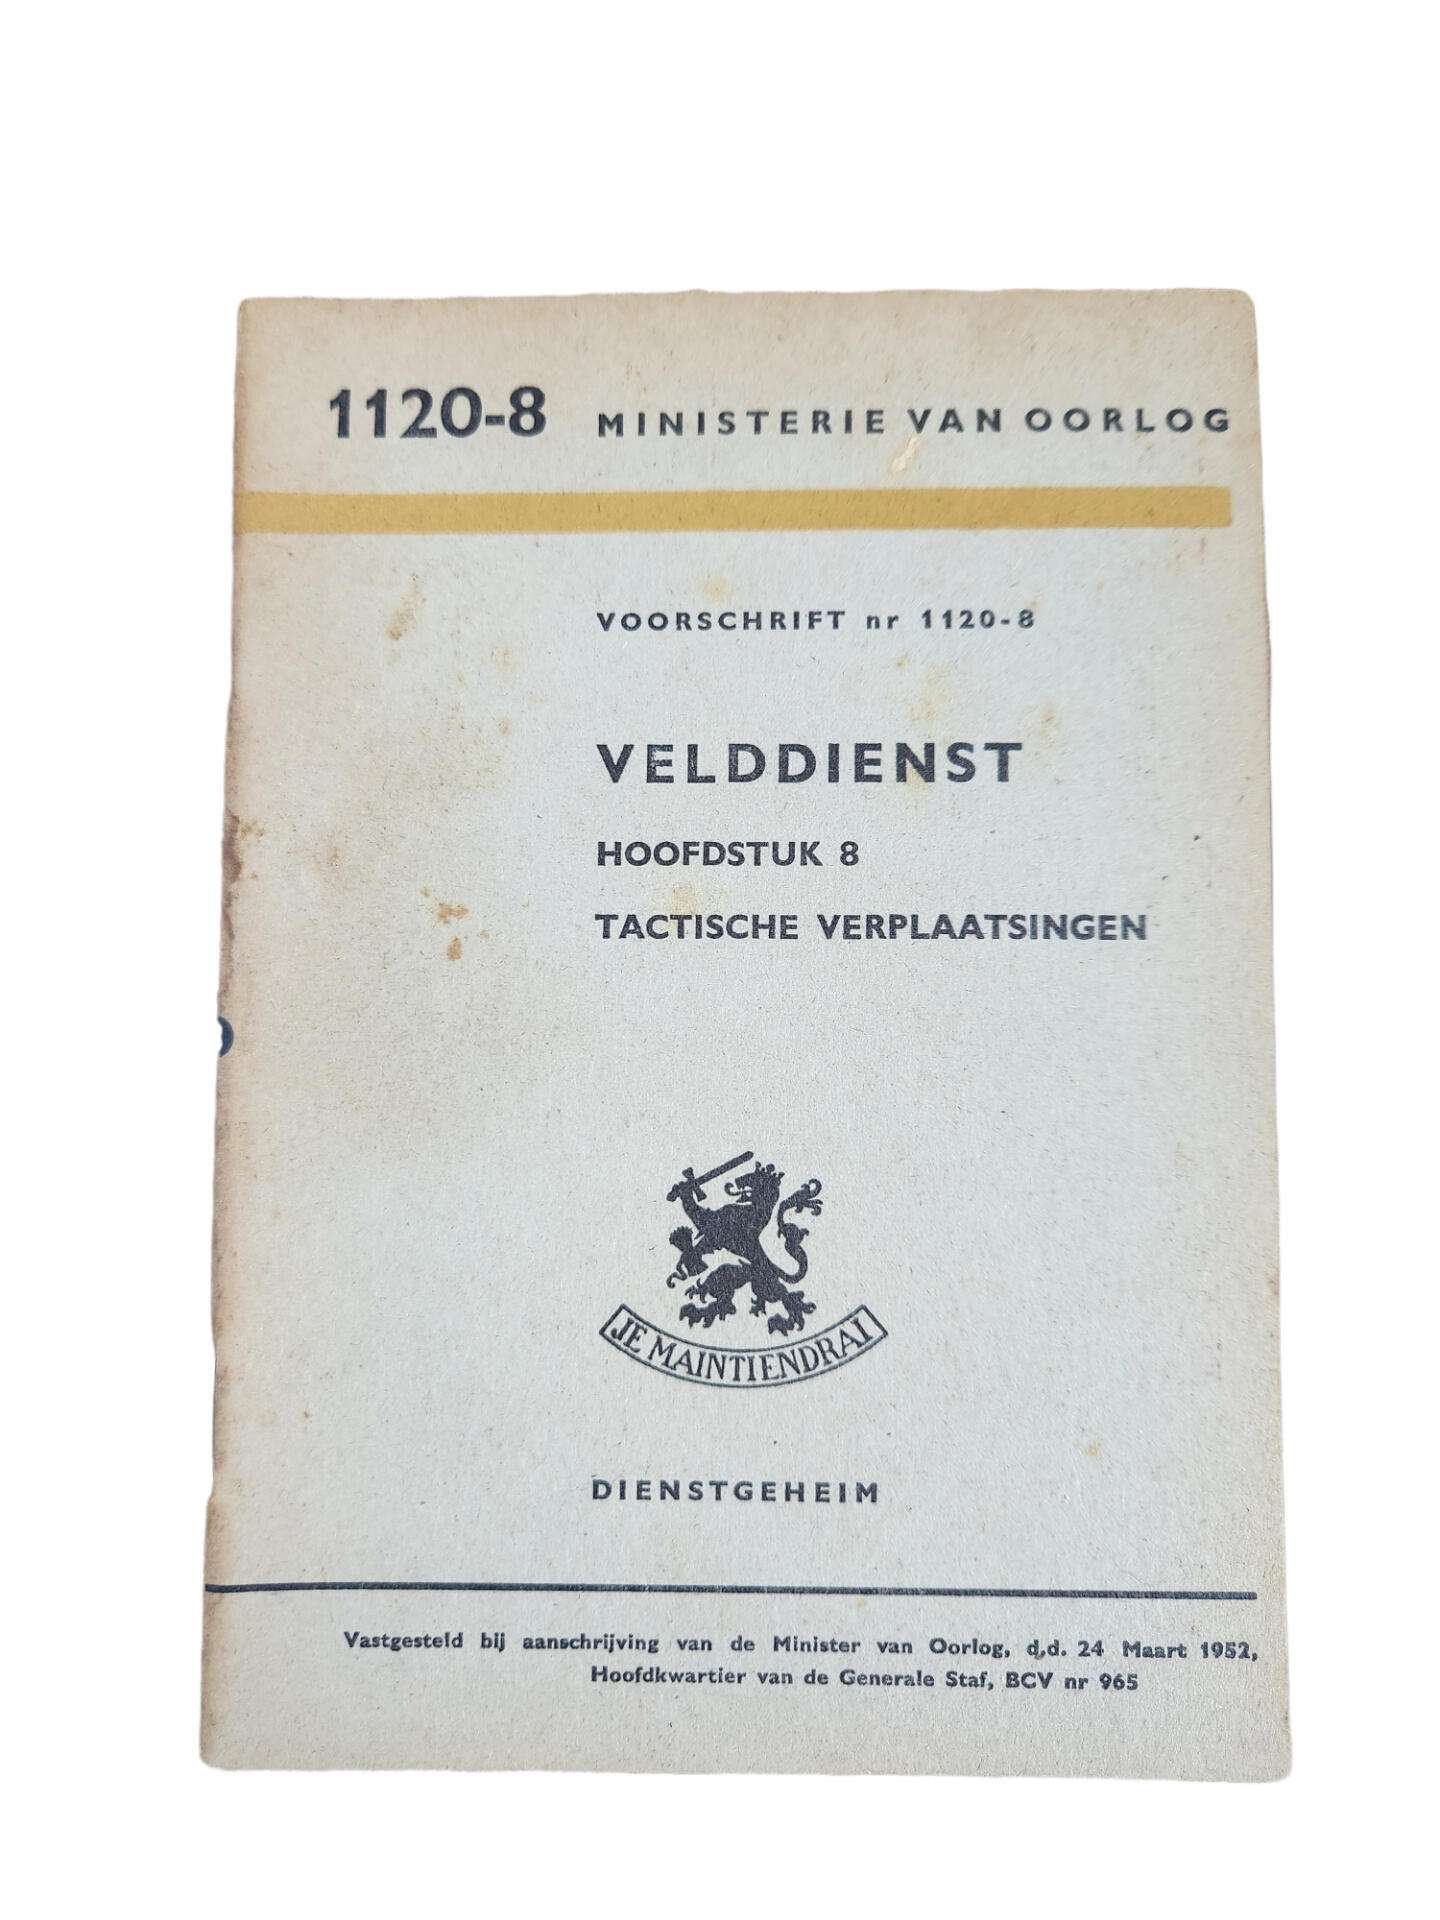 1120-8 MINISTERIE VAN OORLOG
VOORSCHRIFT nr 1120-8
VELDDIENST
HOOFDSTUK 8
TACTISCHE VERPLAATSINGEN
JE MAINTIENDRAI
DIENSTGEHEIM
Vastgesteld bij aanschrijving van de Minister van Oorlog, d.d. 24 Maart 1952,
Hoofdkwartier van de Generale Staf, BCV nr 965